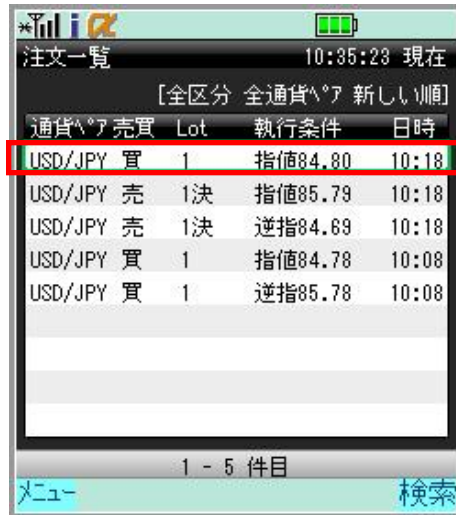 i α
注文一覧 10:35:23 現在
[全区分 全通貨ﾍﾟｱ 新しい順]
通貨ﾍﾟｱ 売買 Lot 執行条件 日時
USD/JPY 買 1 指値84.80 10:18
USD/JPY 売 1決 指値85.79 10:18
USD/JPY 売 1決 逆指84.69 10:18
USD/JPY 買 1 指値84.78 10:08
USD/JPY 買 1 逆指85.78 10:08
1 - 5 件目
ﾒﾆｭｰ 検索